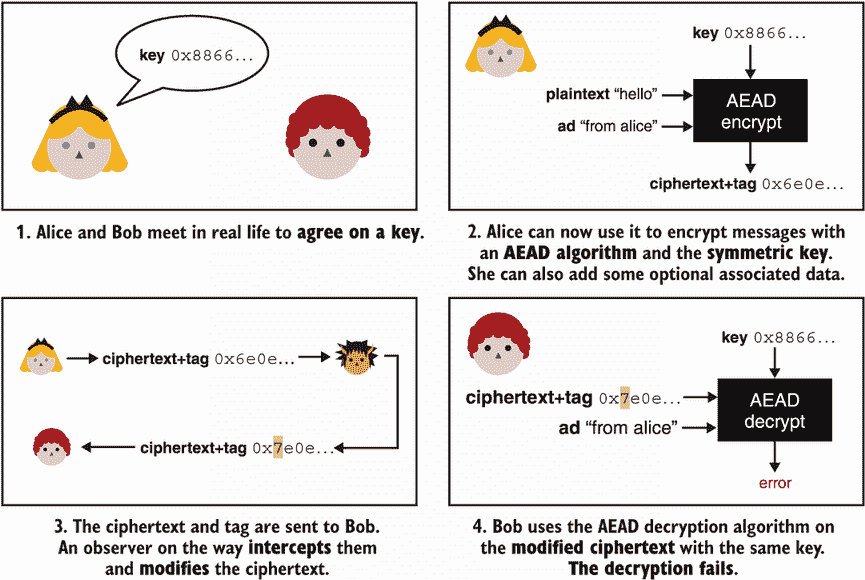 key 0x8866...
1. Alice and Bob meet in real life to agree on a key.
key 0x8866...
plaintext “hello”
ad “from alice”
AEAD
encrypt
ciphertext+tag 0x6e0e...
2. Alice can now use it to encrypt messages with
an AEAD algorithm and the symmetric key.
She can also add some optional associated data.
ciphertext+tag 0x6e0e...
ciphertext+tag 0x7e0e...
3. The ciphertext and tag are sent to Bob.
An observer on the way intercepts them
and modifies the ciphertext.
key 0x8866...
ciphertext+tag 0x7e0e...
ad “from alice”
AEAD
decrypt
error
4. Bob uses the AEAD decryption algorithm on
the modified ciphertext with the same key.
The decryption fails.